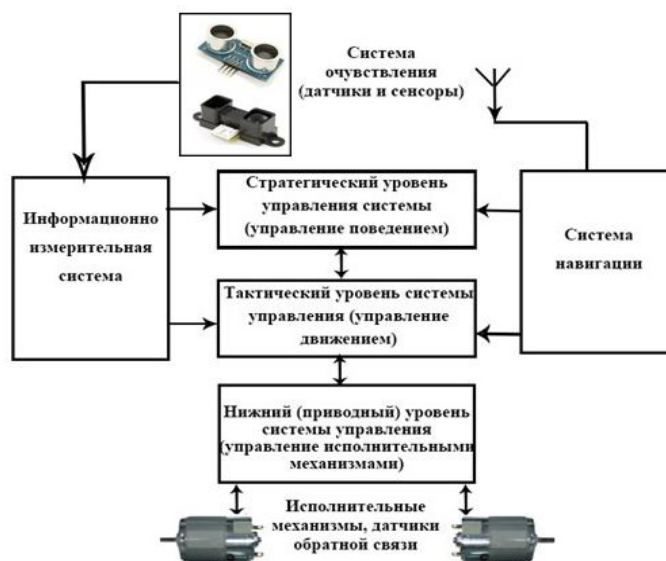 Система
очувствления
(датчики и сенсоры)
Информационно
измерительная
система
Стратегический уровень
управления системы
(управление поведением)
Система
навигации
Тактический уровень системы
управления (управление
движением)
Нижний (приводный) уровень
системы управления
(управление исполнительными
механизмами)
Исполнительные
механизмы, датчики
обратной связи